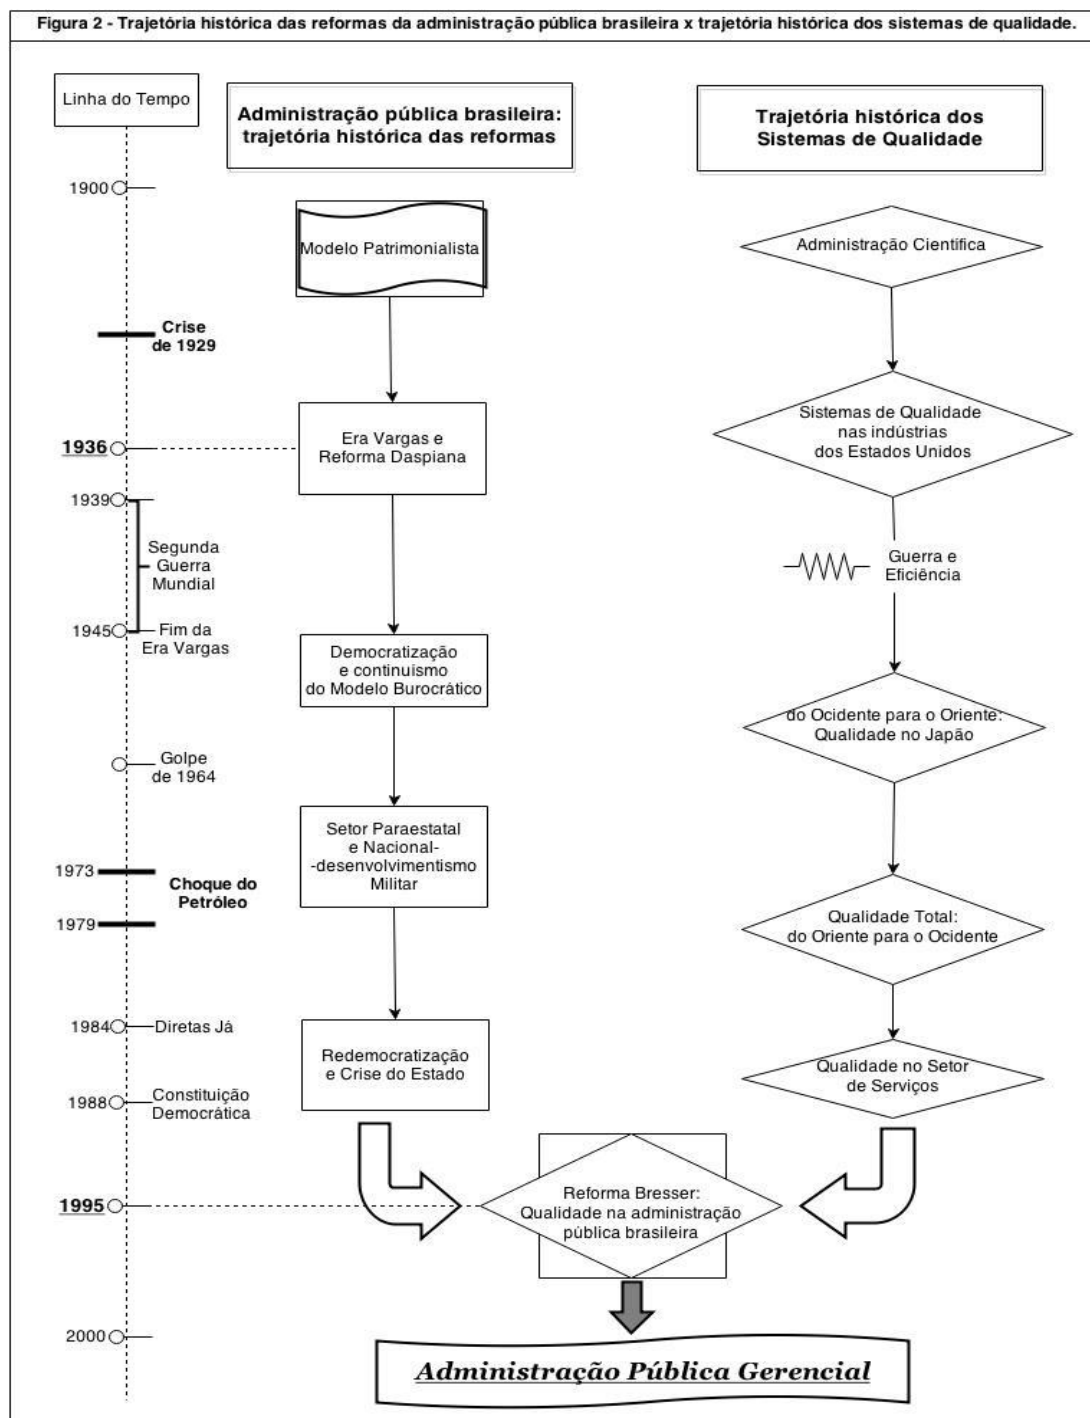 Figura 2 - Trajetória histórica das reformas da administração pública brasileira x trajetória histórica dos sistemas de qualidade.
Linha do Tempo
Administração pública brasileira:
trajetória histórica das reformas
Trajetória histórica dos
Sistemas de Qualidade
1900
Modelo Patrimonialista
Administração Científica
Crise
de 1929
Era Vargas e
Reforma Daspiana
Sistemas de Qualidade
nas indústrias
dos Estados Unidos
1936
1939
Segunda
Guerra
Mundial
Guerra e
Eficiência
1945
Fim da
Era Vargas
Democratização
e continuismo
do Modelo Burocrático
do Ocidente para o Oriente:
Qualidade no Japão
Golpe
de 1964
Setor Paraestatal
e Nacional-
-desenvolvimentismo
Militar
1973
Choque do
Petróleo
1979
Qualidade Total:
do Oriente para o Ocidente
1984
Diretas Já
Redemocratização
e Crise do Estado
Qualidade no Setor
de Serviços
1988
Constituição
Democrática
1995
Reforma Bresser:
Qualidade na administração
pública brasileira
2000
Administração Pública Gerencial